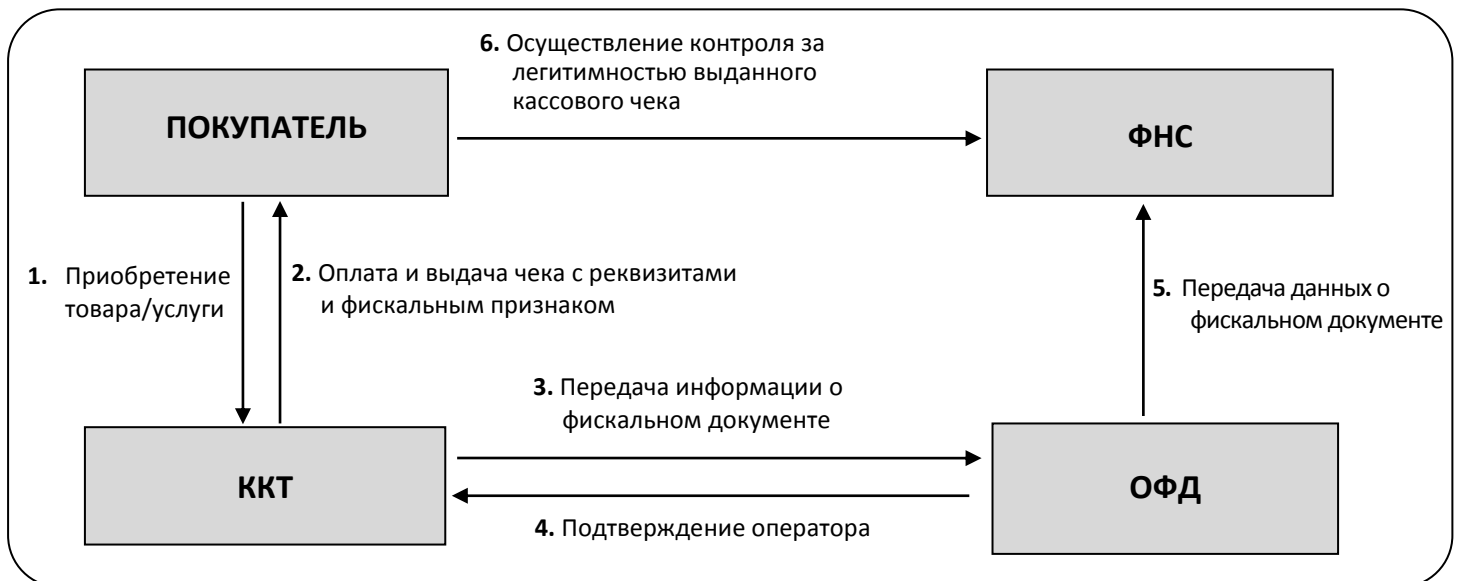 6. Осуществление контроля за
легитимностью выданного
кассового чека
ПОКУПАТЕЛЬ
ФНС
1. Приобретение
товара/услуги
2. Оплата и выдача чека с реквизитами
и фискальным признаком
5. Передача данных о
фискальном документе
3. Передача информации о
фискальном документе
ККТ
ОФД
4. Подтверждение оператора